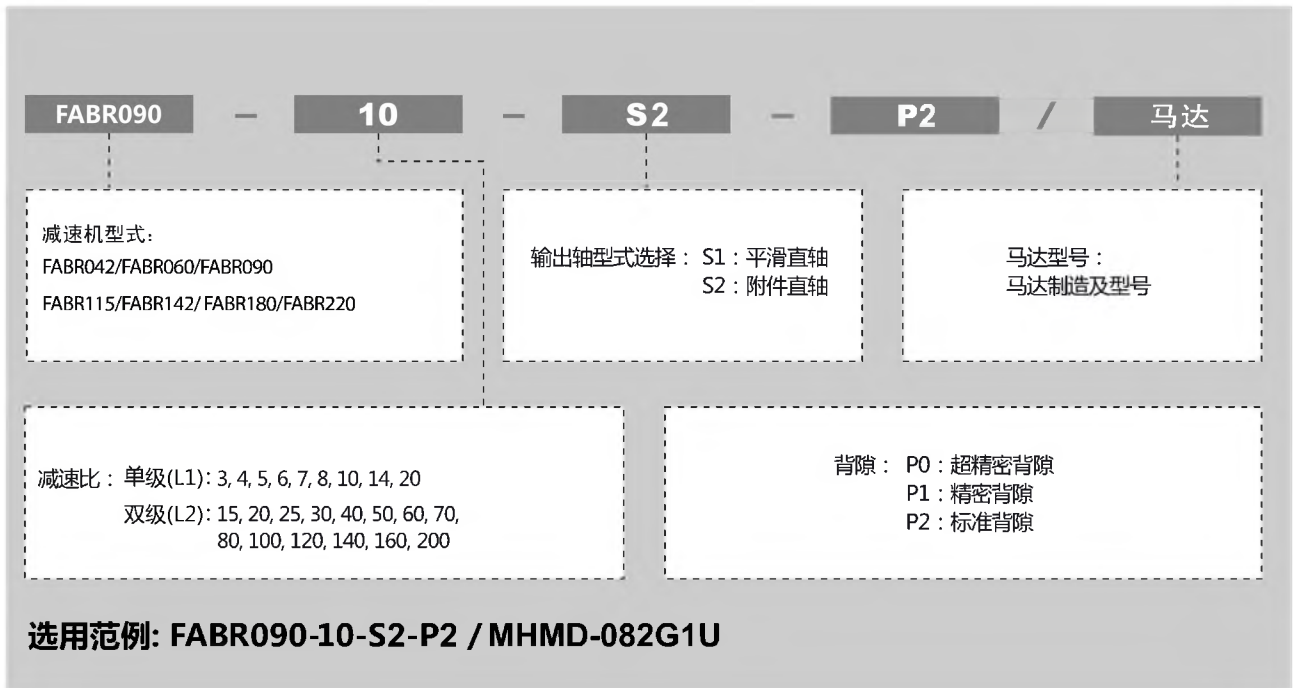 FABR090 - 10 - S2 - P2 / 马达
减速机型式:
FABR042/FABR060/FABR090
FABR115/FABR142/ FABR180/FABR220
输出轴型式选择: S1:平滑直轴
S2:附件直轴
马达型号:
马达制造及型号
减速比: 单级(L1): 3, 4, 5, 6, 7, 8, 10, 14, 20
双级(L2): 15, 20, 25, 30, 40, 50, 60, 70,
80, 100, 120, 140, 160, 200
背隙: P0:超精密背隙
P1:精密背隙
P2:标准背隙
选用范例: FABR090-10-S2-P2 / MHMD-082G1U